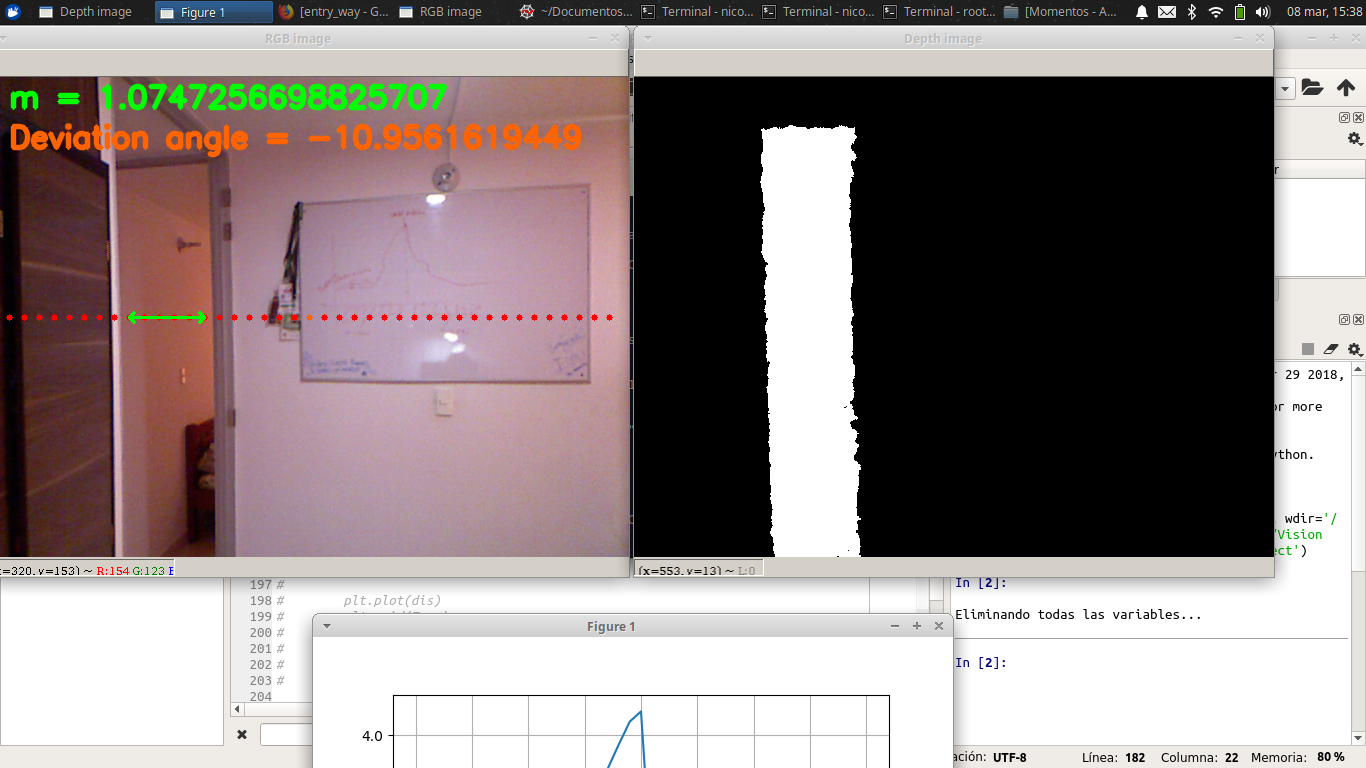 Depth image
Figure 1
[entry_way - G...
RGB image
~/Documentos...
Terminal - nico...
Terminal - nico...
Terminal - root...
[Momentos - A...
08 mar, 15:38
RGB image
Depth image
m = 1.0747256698825707
Deviation angle = -10.9561619449
r
r 29 2018,
or more
ython.
wdir='/
/Vision
ect')
=320, y=153) ~ R:154 G:123 B
(x=553, y=13) ~ L:0
197 #
198 # plt.plot(dis)
199 #
200 #
201 #
202 #
203 #
204
In [2]:
Eliminando todas las variables...
In [2]:
Figure 1
4.0
ación: UTF-8 Línea: 182 Columna: 22 Memoria: 80 %